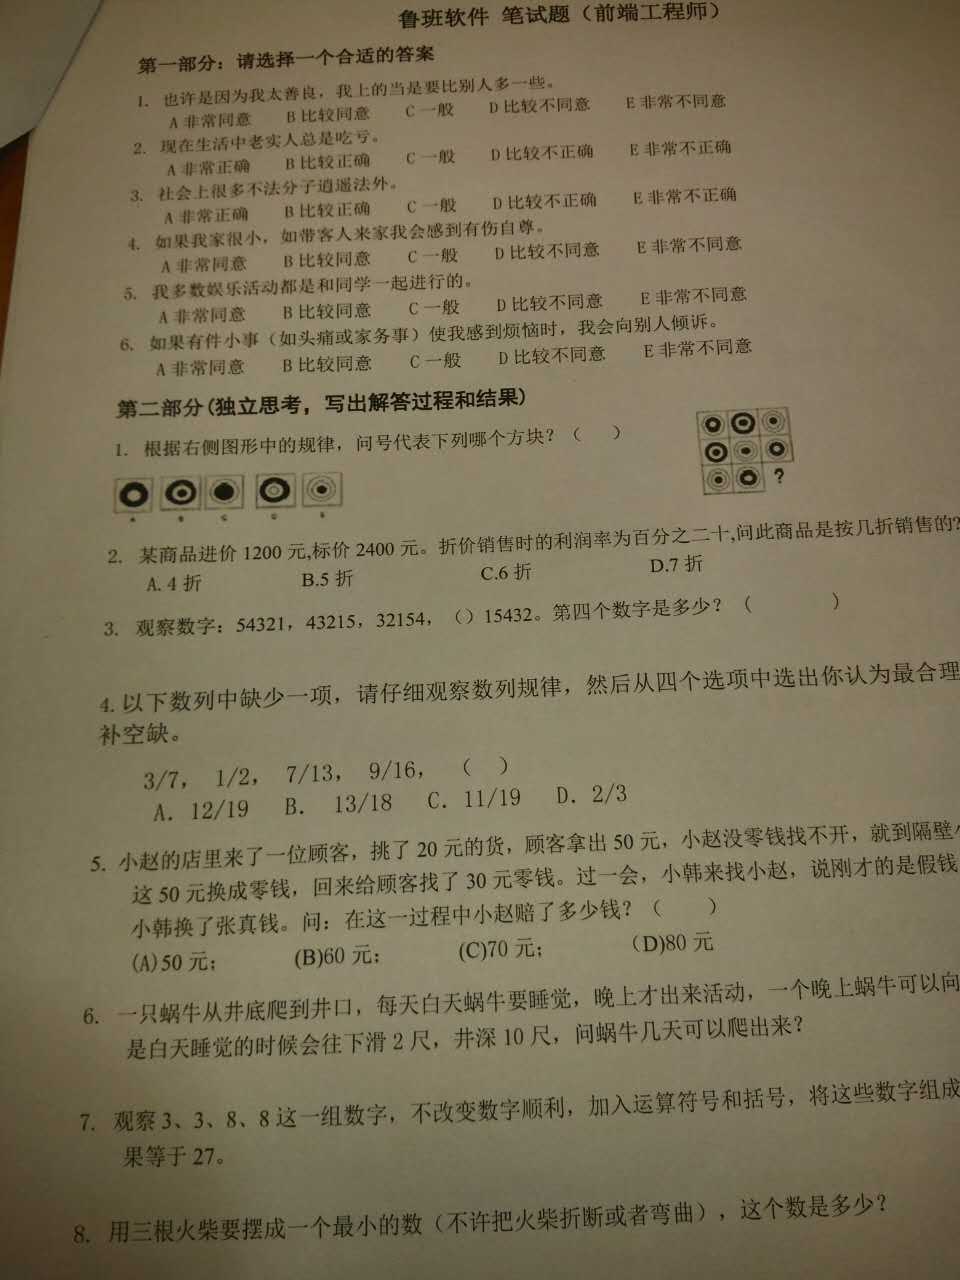 鲁班软件 笔试题（前端工程师）
第一部分：请选择一个合适的答案
1. 也许是因为我太善良，我上的当是要比别人多一些。
A 非常同意 B 比较同意 C 一般 D 比较不同意 E 非常不同意
2. 现在生活中老实人总是吃亏。
A 非常正确 B 比较正确 C 一般 D 比较不正确 E 非常不正确
3. 社会上很多不法分子逍遥法外。
A 非常正确 B 比较正确 C 一般 D 比较不正确 E 非常不正确
4. 如果我家很小，如带客人来家我会感到有伤自尊。
A 非常同意 B 比较同意 C 一般 D 比较不同意 E 非常不同意
5. 我多数娱乐活动都是和同学一起进行的。
A 非常同意 B 比较同意 C 一般 D 比较不同意 E 非常不同意
6. 如果有件小事（如头痛或家务事）使我感到烦恼时，我会向别人倾诉。
A 非常同意 B 比较同意 C 一般 D 比较不同意 E 非常不同意
第二部分(独立思考，写出解答过程和结果)
1. 根据右侧图形中的规律，问号代表下列哪个方块？（ ）
?
2. 某商品进价 1200 元,标价 2400 元。折价销售时的利润率为百分之二十,问此商品是按几折销售的?
A. 4 折 B.5 折 C.6 折 D.7 折
3. 观察数字：54321，43215，32154，（）15432。第四个数字是多少？（ ）
4. 以下数列中缺少一项，请仔细观察数列规律，然后从四个选项中选出你认为最合理
补空缺。
3/7， 1/2， 7/13， 9/16， （ ）
A. 12/19 B. 13/18 C. 11/19 D. 2/3
5. 小赵的店里来了一位顾客，挑了 20 元的货，顾客拿出 50 元，小赵没零钱找不开，就到隔壁
这 50 元换成零钱，回来给顾客找了 30 元零钱。过一会，小韩来找小赵，说刚才的是假钱
小韩换了张真钱。问：在这一过程中小赵赔了多少钱？（ ）
(A)50 元; (B)60 元; (C)70 元; （D)80 元
6. 一只蜗牛从井底爬到井口，每天白天蜗牛要睡觉，晚上才出来活动，一个晚上蜗牛可以向
是白天睡觉的时候会往下滑 2 尺，井深 10 尺，问蜗牛几天可以爬出来？
7. 观察 3、3、8、8 这一组数字，不改变数字顺利，加入运算符号和括号，将这些数字组成
果等于 27。
8. 用三根火柴要摆成一个最小的数（不许把火柴折断或者弯曲），这个数是多少？